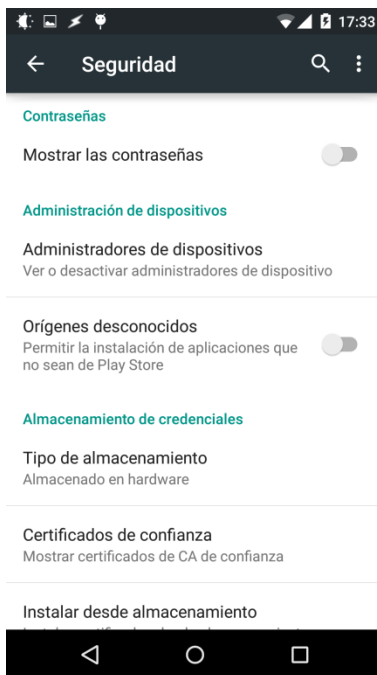 17:33
Seguridad
Contraseñas
Mostrar las contraseñas
Administración de dispositivos
Administradores de dispositivos
Ver o desactivar administradores de dispositivo
Orígenes desconocidos
Permitir la instalación de aplicaciones que
no sean de Play Store
Almacenamiento de credenciales
Tipo de almacenamiento
Almacenado en hardware
Certificados de confianza
Mostrar certificados de CA de confianza
Instalar desde almacenamiento